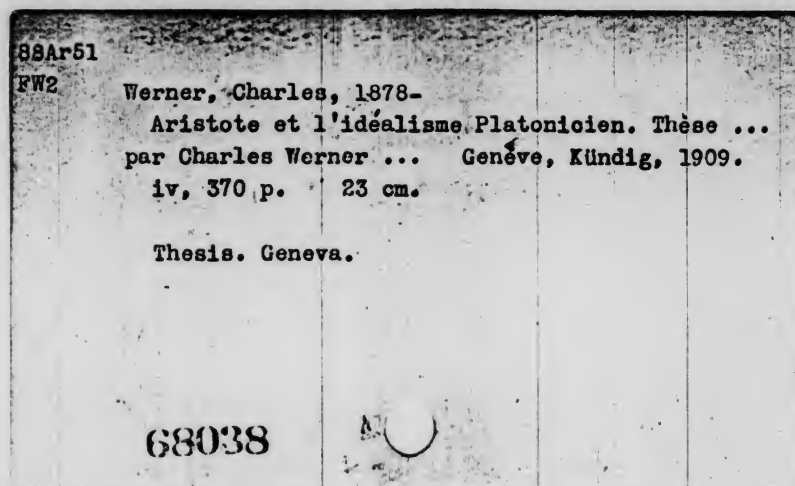 88Ar51
FW2
Werner, Charles, 1878-
Aristote et l'idéalisme Platonicien. Thèse ...
par Charles Werner ... Genève, Kündig, 1909.
iv, 370 p. 23 cm.
Thesis. Geneva.
68038